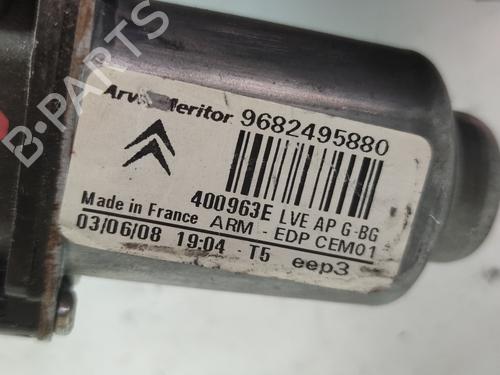 B-PARTS
ArvinMeritor 9682495880
400963E LVE AP G-BG
Made in France ARM - EDP CEM01
03/06/08 19:04 - T5 eep3